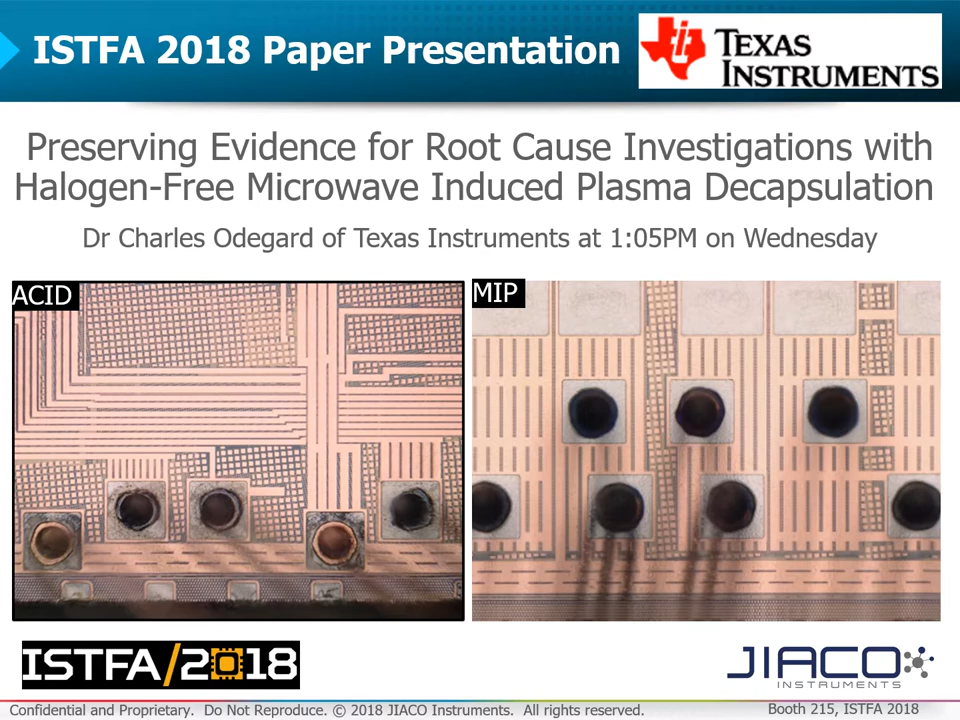 ISTFA 2018 Paper Presentation
TEXAS
INSTRUMENTS
Preserving Evidence for Root Cause Investigations with
Halogen-Free Microwave Induced Plasma Decapsulation
Dr Charles Odegard of Texas Instruments at 1:05PM on Wednesday
ACID
MIP
ISTFA/2018
JIACO
INSTRUMENTS
Confidential and Proprietary. Do Not Reproduce. © 2018 JIACO Instruments. All rights reserved.
Booth 215, ISTFA 2018